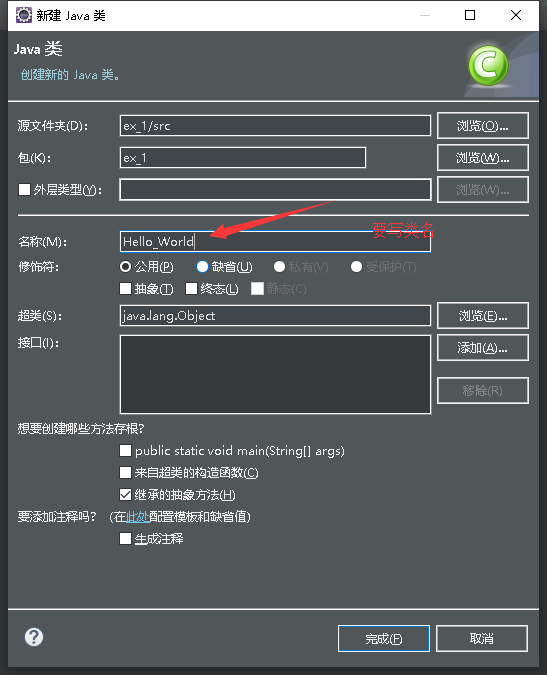 新建 Java 类
Java 类
创建新的 Java 类。
源文件夹(D): ex_1/src 浏览(O)...
包(K): ex_1 浏览(W)...
外层类型(Y): 浏览(W)...
名称(M): Hello_World 要写类名
修饰符: 公用(P) 缺省(U) 私有(V) 受保护(T)
抽象(T) 终态(L) 静态(C)
超类(S): java.lang.Object 浏览(E)...
接口(I): 添加(A)...
移除(R)
想要创建哪些方法存根?
public static void main(String[] args)
来自超类的构造函数(C)
继承的抽象方法(H)
要添加注释吗? (在此处配置模板和缺省值)
生成注释
完成(F) 取消